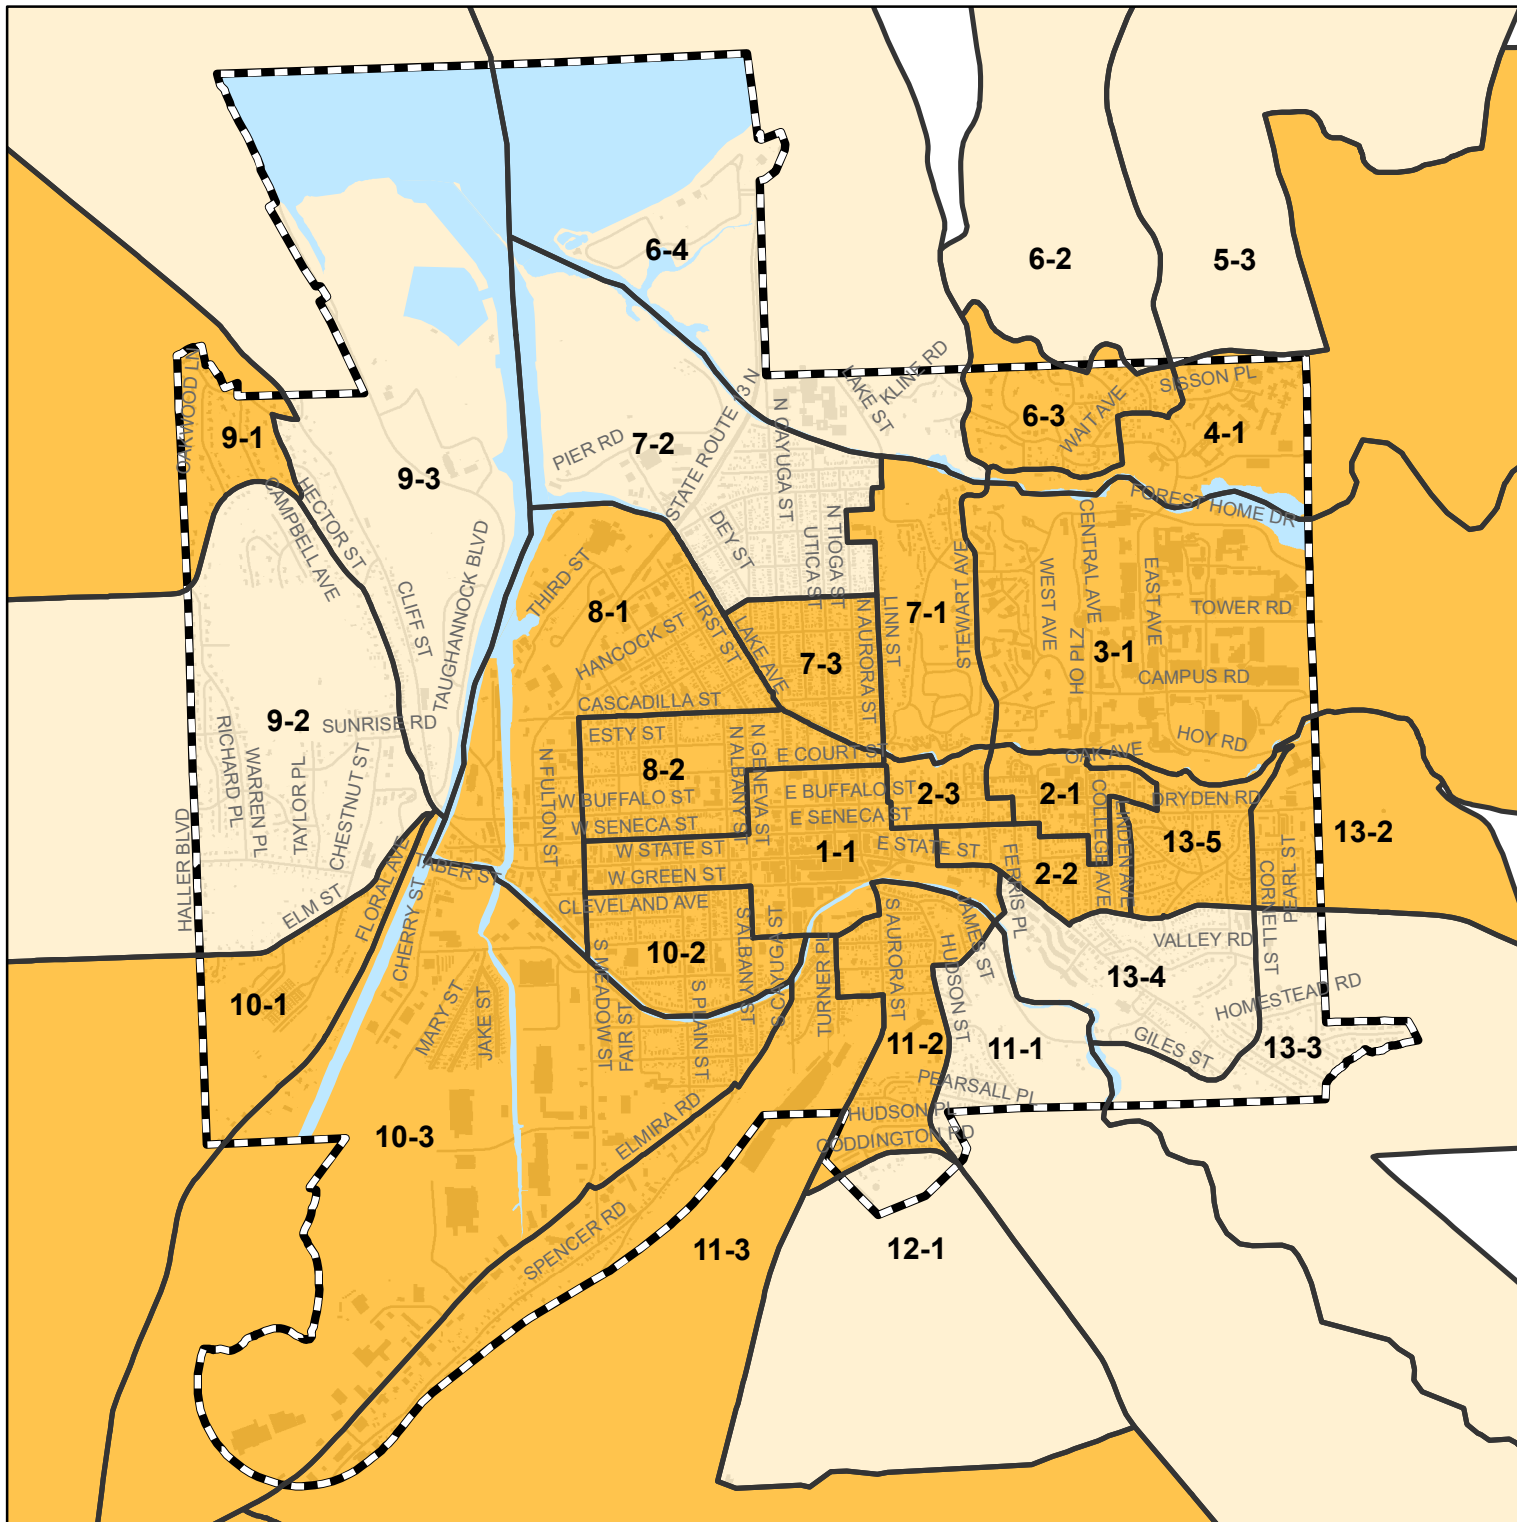 6-4
6-2
5-3
KLINE RD
LAKE ST
SISSON PL
OAKWOOD LN
9-1
6-3
WAIT AVE
4-1
N CAYUGA ST
STATE ROUTE 13 N
PIER RD
7-2
9-3
HECTOR ST
CAMPBELL AVE
FOREST HOME DR
N TIOGA ST
UTICA ST
DEY ST
CENTRAL AVE
TAUGHANNOCK BLVD
THIRD ST
STEWART AVE
WEST AVE
EAST AVE
CLIFF ST
8-1
FIRST ST
HANCOCK ST
LAKE AVE
7-3
N AURORA ST
LINN ST
7-1
TOWER RD
HO PLZ
3-1
CAMPUS RD
9-2
SUNRISE RD
CASCADILLA ST
ESTY ST
RICHARD PL
WARREN PL
TAYLOR PL
CHESTNUT ST
N FULTON ST
8-2
N ALBANY ST
N GENEVA ST
E COURT ST
HOY RD
OAK AVE
W BUFFALO ST
E BUFFALO ST
2-3
2-1
COLLEGE AVE
LINDEN AVE
DRYDEN RD
W SENECA ST
E SENECA ST
HALLER BLVD
FLORAL AVE
TABER ST
W STATE ST
1-1
E STATE ST
13-5
13-2
W GREEN ST
2-2
FERRIS PL
CORNELL ST
PEARL ST
ELM ST
CHERRY ST
CLEVELAND AVE
S ALBANY ST
S CAYUGA ST
TURNER PL
S AURORA ST
JAMES ST
HUDSON ST
VALLEY RD
10-2
S MEADOW ST
FAIR ST
S PLAIN ST
13-4
HOMESTEAD RD
10-1
MARY ST
JAKE ST
11-2
11-1
GILES ST
13-3
PEARSALL PL
HUDSON PL
CODDINGTON RD
10-3
ELMIRA RD
SPENCER RD
11-3
12-1